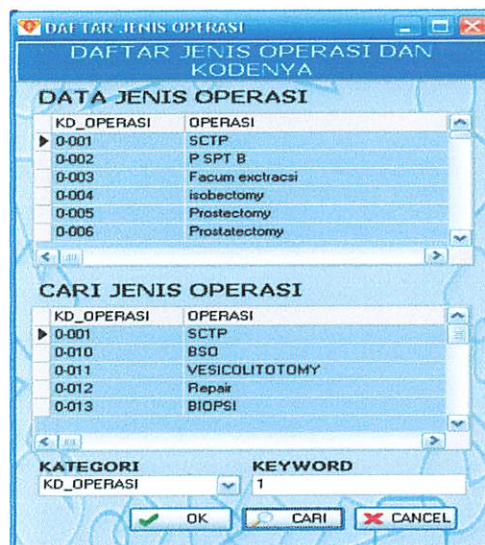 DAFTAR JENIS OPERASI
DAFTAR JENIS OPERASI DAN
KODENYA
DATA JENIS OPERASI
KD_OPERASI OPERASI
0-001 SCTP
0-002 P SPT B
0-003 Facum exctracsi
0-004 isobectomy
0-005 Prostectomy
0-006 Prostatectomy
CARI JENIS OPERASI
KD_OPERASI OPERASI
0-001 SCTP
0-010 BSO
0-011 VESICOLITOTOMY
0-012 Repair
0-013 BIOPSI
KATEGORI KEYWORD
KD_OPERASI 1
OK CARI CANCEL